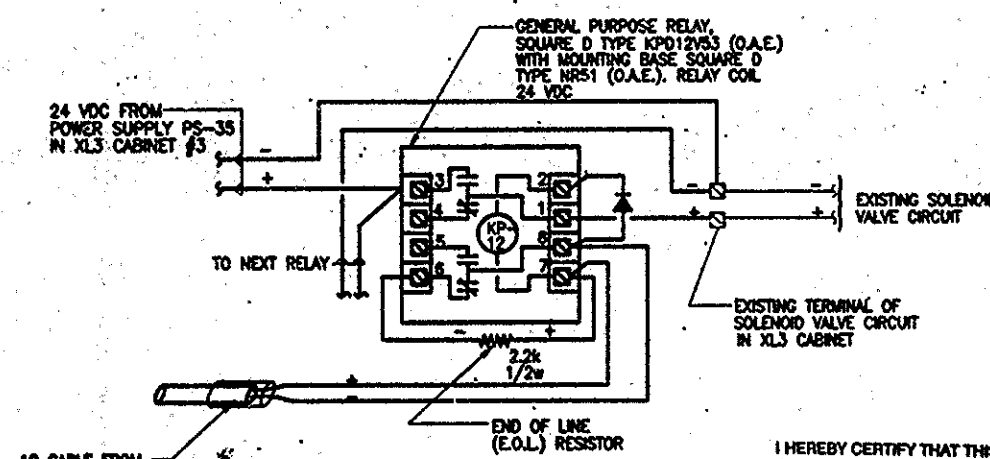 GENERAL PURPOSE RELAY,
SQUARE D TYPE KPD12V53 (O.A.E.)
WITH MOUNTING BASE SQUARE D
TYPE NR51 (O.A.E.). RELAY COIL
24 VDC
24 VDC FROM
POWER SUPPLY PS-35
IN XL3 CABINET #3
-
+
3
4
5
6
KP-
12
2
1
8
7
-
+
-
+
EXISTING SOLENOID
VALVE CIRCUIT
TO NEXT RELAY
EXISTING TERMINAL OF
SOLENOID VALVE CIRCUIT
IN XL3 CABINET
-
+
2.2k
1/2w
+
-
END OF LINE
(E.O.L.) RESISTOR
CABLE FROM
I HEREBY CERTIFY THAT